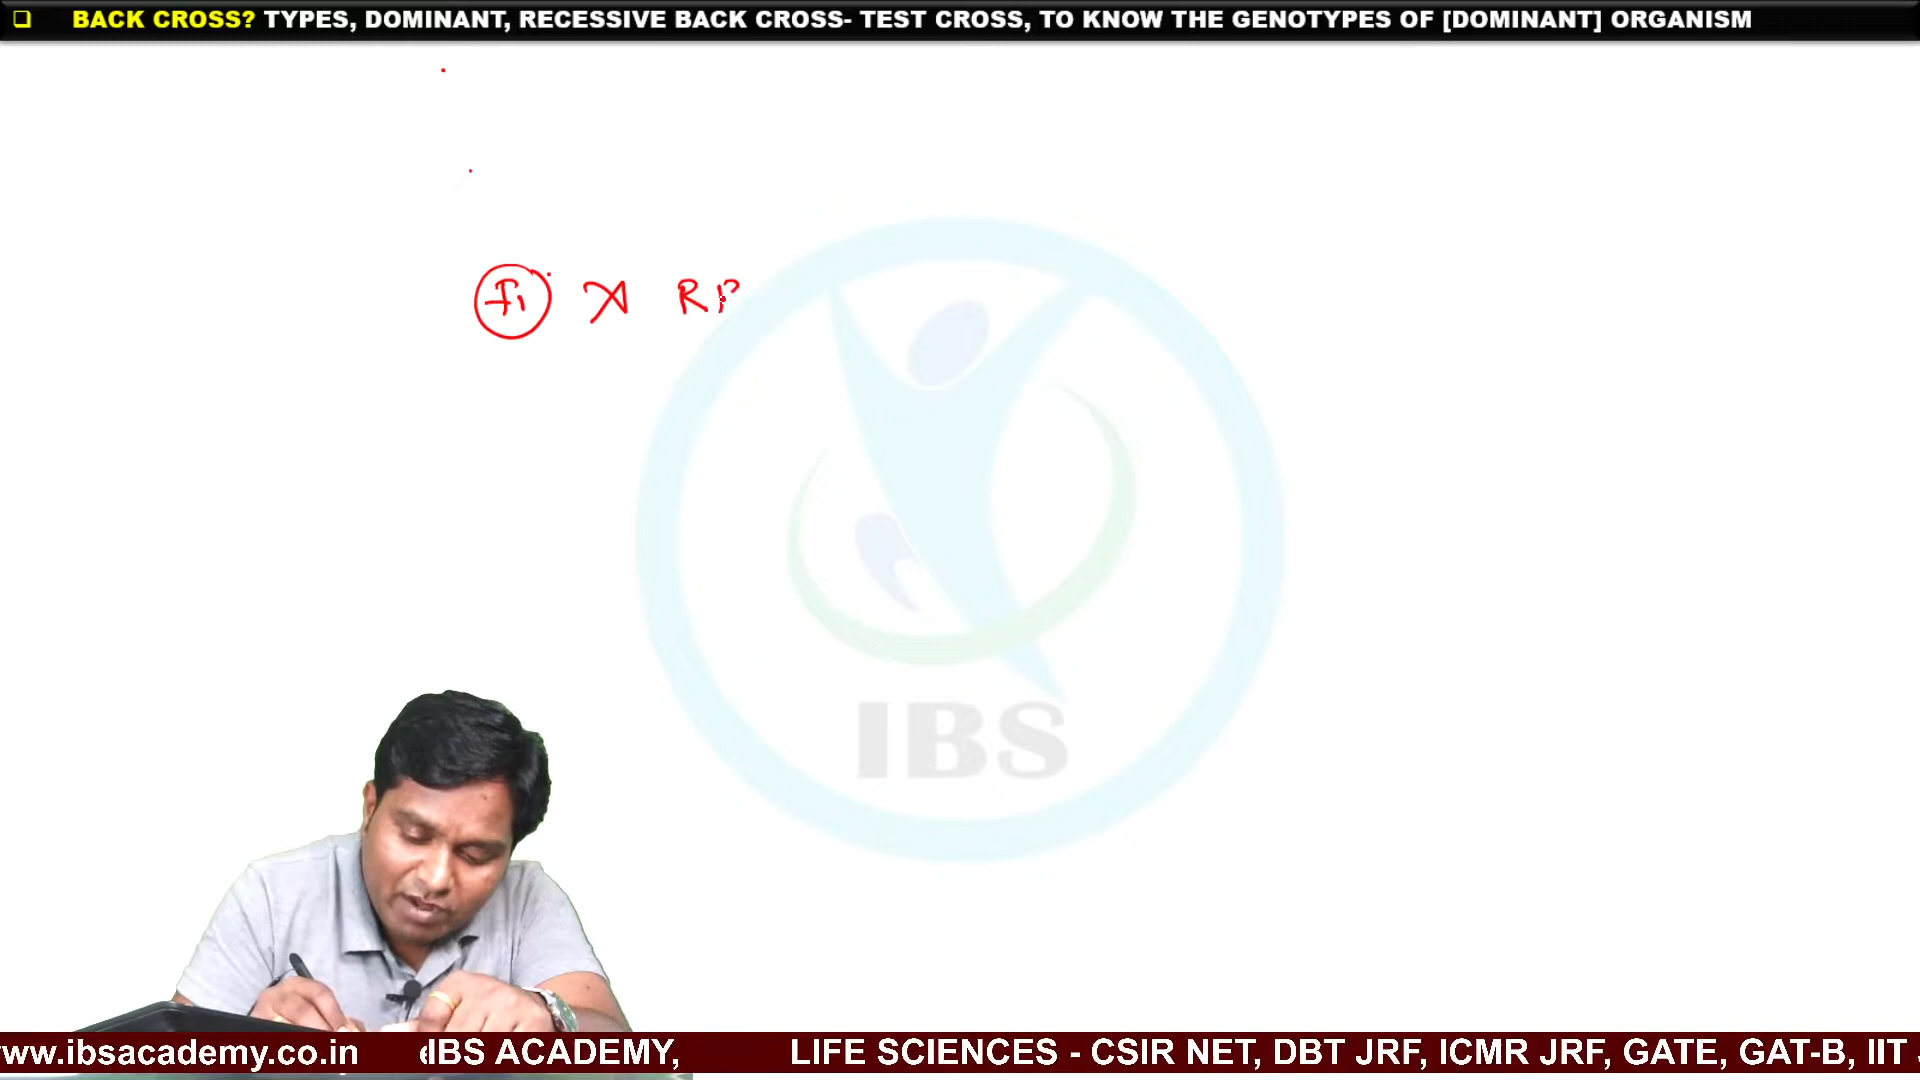 BACK CROSS? TYPES, DOMINANT, RECESSIVE BACK CROSS- TEST CROSS, TO KNOW THE GENOTYPES OF [DOMINANT] ORGANISM
F1 X RP
IBS
www.ibsacademy.co.in IBS ACADEMY, LIFE SCIENCES - CSIR NET, DBT JRF, ICMR JRF, GATE, GAT-B, IIT